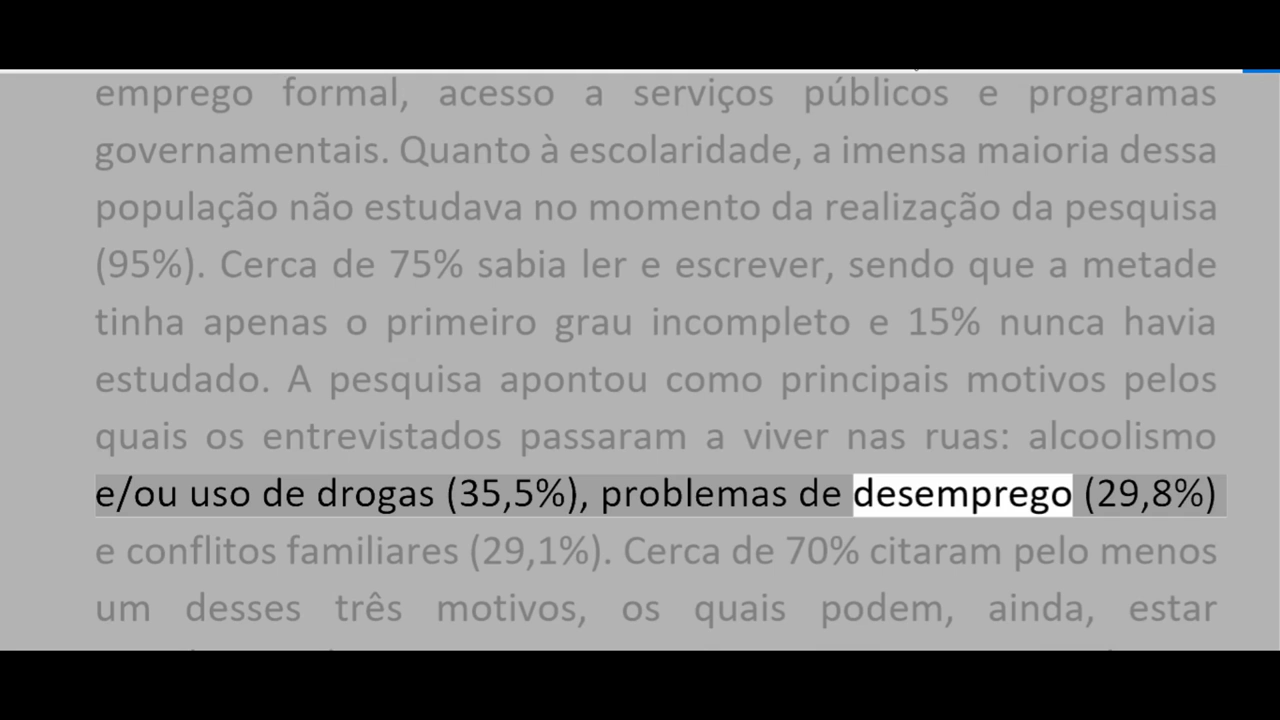 emprego formal, acesso a serviços públicos e programas
governamentais. Quanto à escolaridade, a imensa maioria dessa
população não estudava no momento da realização da pesquisa
(95%). Cerca de 75% sabia ler e escrever, sendo que a metade
tinha apenas o primeiro grau incompleto e 15% nunca havia
estudado. A pesquisa apontou como principais motivos pelos
quais os entrevistados passaram a viver nas ruas: alcoolismo
e/ou uso de drogas (35,5%), problemas de desemprego (29,8%)
e conflitos familiares (29,1%). Cerca de 70% citaram pelo menos
um desses três motivos, os quais podem, ainda, estar